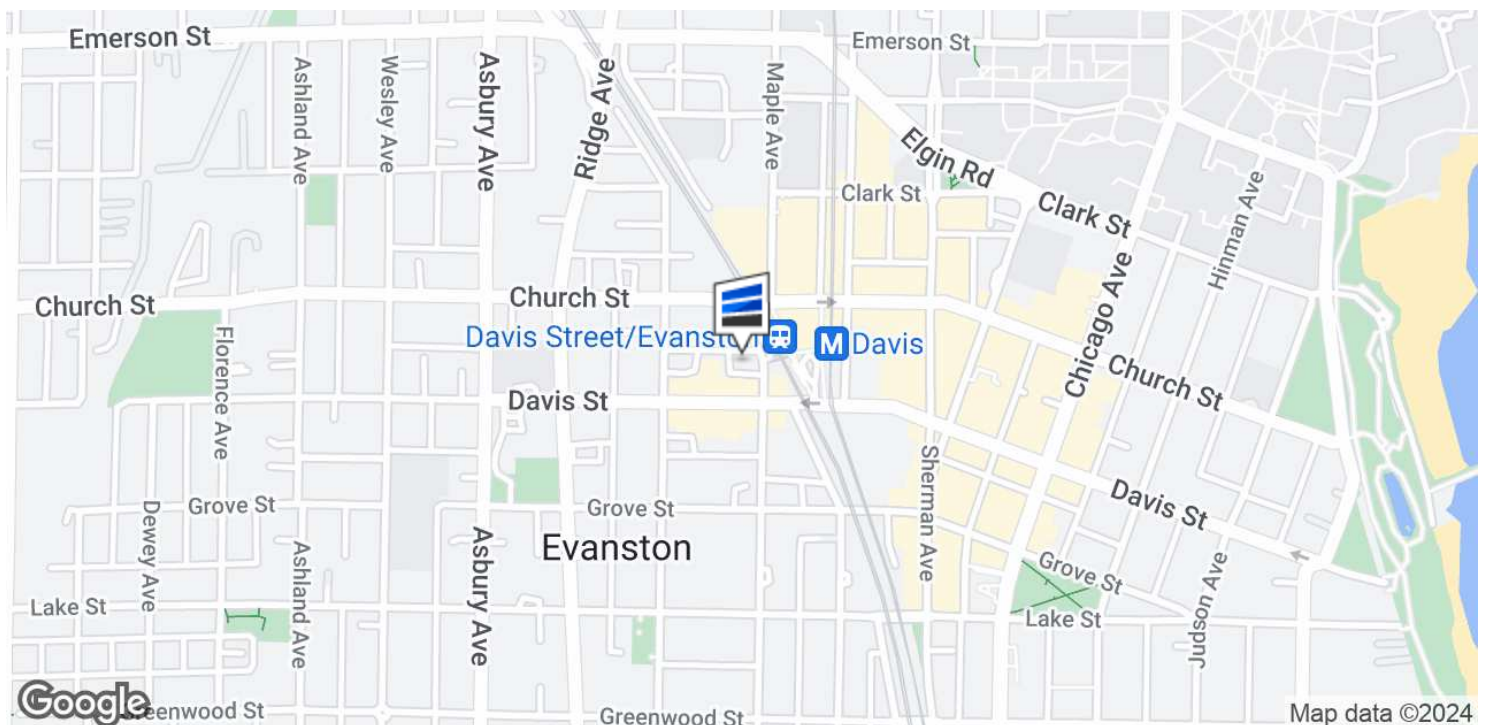 Emerson St
Emerson St
Ashland Ave
Wesley Ave
Asbury Ave
Ridge Ave
Maple Ave
Elgin Rd
Clark St
Clark St
Hinman Ave
Church St
Church St
Davis Street/Evanston
M Davis
Chicago Ave
Church St
Florence Ave
Davis St
Sherman Ave
Davis St
Dewey Ave
Grove St
Grove St
Asbury Ave
Evanston
Ashland Ave
Grove St
Judson Ave
Lake St
Lake St
Google
eenwood St
Greenwood St
Map data ©2024